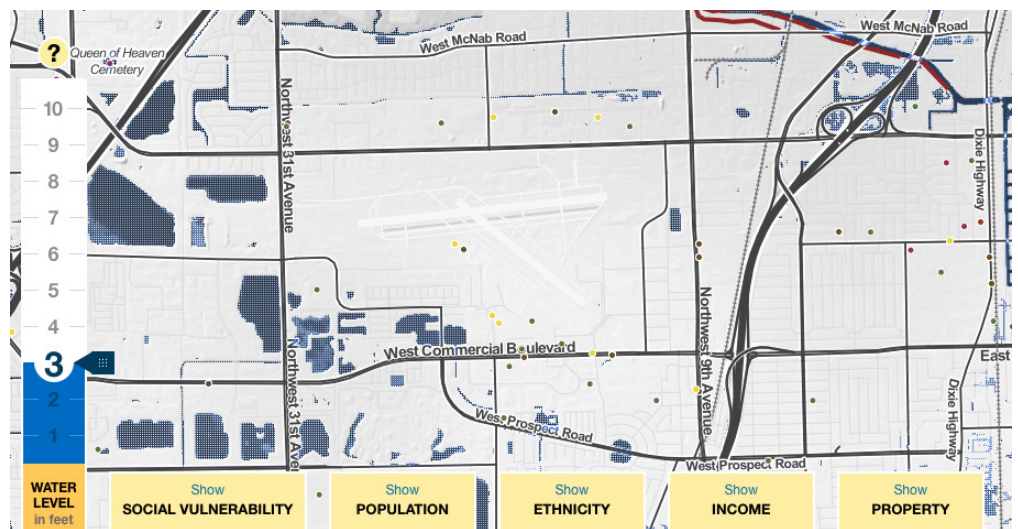 West McNab Road
West McNab Road
?
Queen of Heaven
Cemetery
10
9
8
7
6
5
4
3
2
1
Northwest 31st Avenue
Dixie Highway
Northwest 9th Avenue
West Commercial Boulevard
East
Northwest 31st Aven
Dixie Highway
West Prospect Road
West Prospect Road
WATER
LEVEL
in feet
Show
SOCIAL VULNERABILITY
Show
POPULATION
Show
ETHNICITY
Show
INCOME
Show
PROPERTY